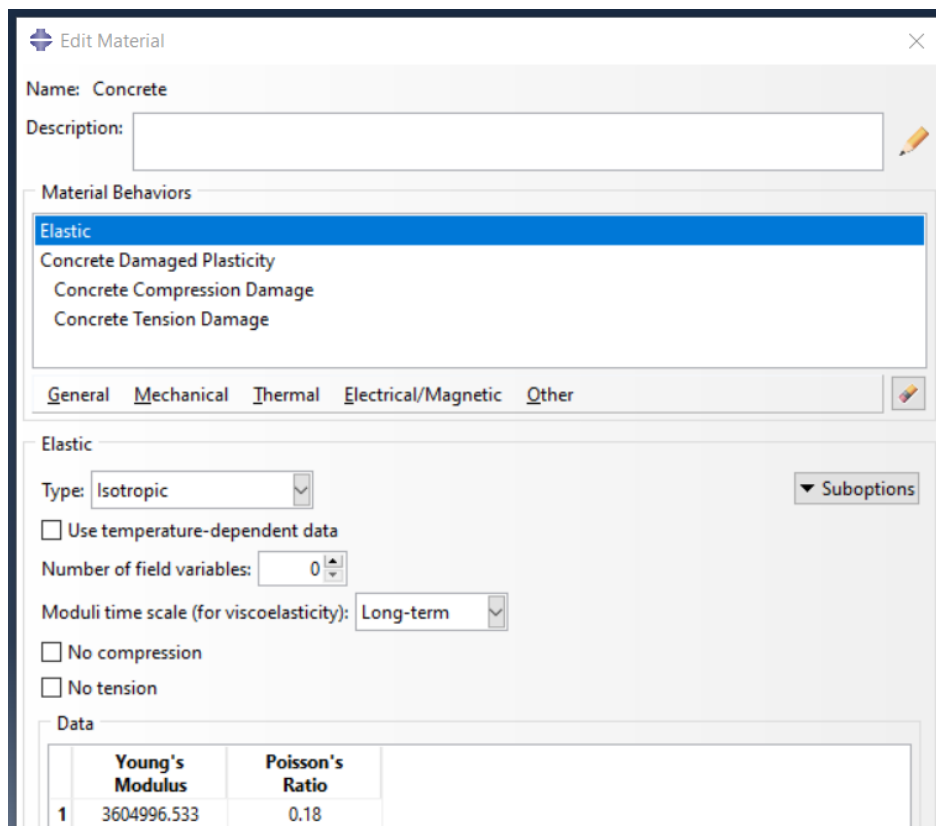 Edit Material
Name: Concrete
Description:
Material Behaviors
Elastic
Concrete Damaged Plasticity
Concrete Compression Damage
Concrete Tension Damage
General Mechanical Thermal Electrical/Magnetic Other
Elastic
Type: Isotropic
Suboptions
Use temperature-dependent data
Number of field variables: 0
Moduli time scale (for viscoelasticity): Long-term
No compression
No tension
Data
Young's Modulus Poisson's Ratio
1 3604996.533 0.18